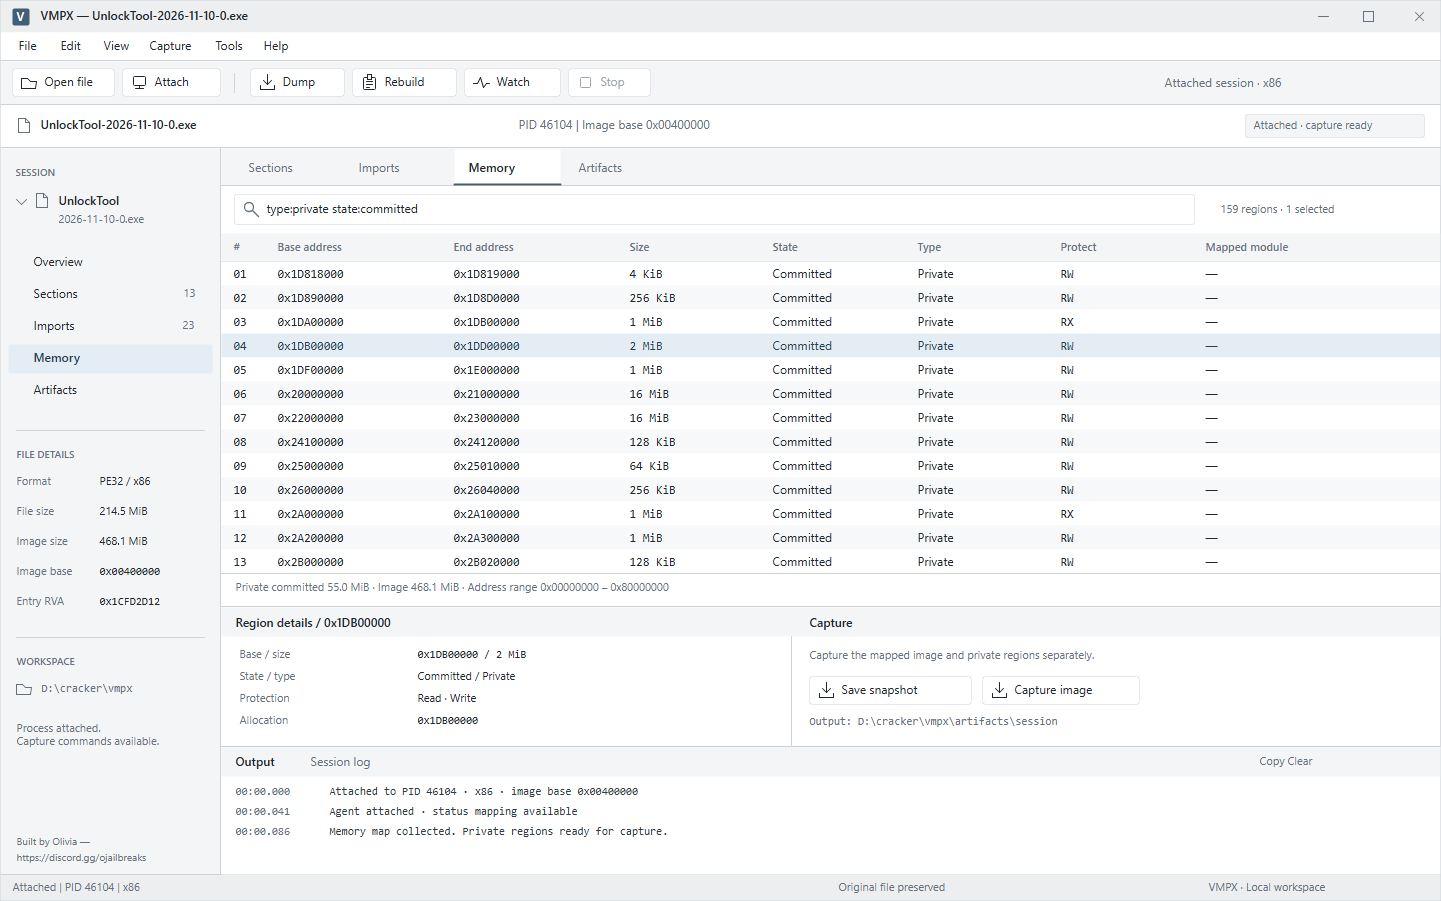 V VMPX — UnlockTool-2026-11-10-0.exe
File Edit View Capture Tools Help
Open file Attach Dump Rebuild Watch Stop Attached session · x86
UnlockTool-2026-11-10-0.exe PID 46104 | Image base 0x00400000 Attached · capture ready
SESSION
UnlockTool
2026-11-10-0.exe
Overview
Sections 13
Imports 23
Memory
Artifacts
FILE DETAILS
Format PE32 / x86
File size 214.5 MiB
Image size 468.1 MiB
Image base 0x00400000
Entry RVA 0x1CFD2D12
WORKSPACE
D:\cracker\vmpx
Process attached.
Capture commands available.
Built by Olivia —
https://discord.gg/ojailbreaks
Sections Imports Memory Artifacts
type:private state:committed 159 regions · 1 selected
# Base address End address Size State Type Protect Mapped module
01 0x1D818000 0x1D819000 4 KiB Committed Private RW —
02 0x1D890000 0x1D8D0000 256 KiB Committed Private RW —
03 0x1DA00000 0x1DB00000 1 MiB Committed Private RX —
04 0x1DB00000 0x1DD00000 2 MiB Committed Private RW —
05 0x1DF00000 0x1E000000 1 MiB Committed Private RW —
06 0x20000000 0x21000000 16 MiB Committed Private RW —
07 0x22000000 0x23000000 16 MiB Committed Private RW —
08 0x24100000 0x24120000 128 KiB Committed Private RW —
09 0x25000000 0x25010000 64 KiB Committed Private RW —
10 0x26000000 0x26040000 256 KiB Committed Private RW —
11 0x2A000000 0x2A100000 1 MiB Committed Private RX —
12 0x2A200000 0x2A300000 1 MiB Committed Private RW —
13 0x2B000000 0x2B020000 128 KiB Committed Private RW —
Private committed 55.0 MiB · Image 468.1 MiB · Address range 0x00000000 – 0x80000000
Region details / 0x1DB00000
Base / size 0x1DB00000 / 2 MiB
State / type Committed / Private
Protection Read · Write
Allocation 0x1DB00000
Capture
Capture the mapped image and private regions separately.
Save snapshot Capture image
Output: D:\cracker\vmpx\artifacts\session
Output Session log Copy Clear
00:00.000 Attached to PID 46104 · x86 · image base 0x00400000
00:00.041 Agent attached · status mapping available
00:00.086 Memory map collected. Private regions ready for capture.
Attached | PID 46104 | x86 Original file preserved VMPX · Local workspace